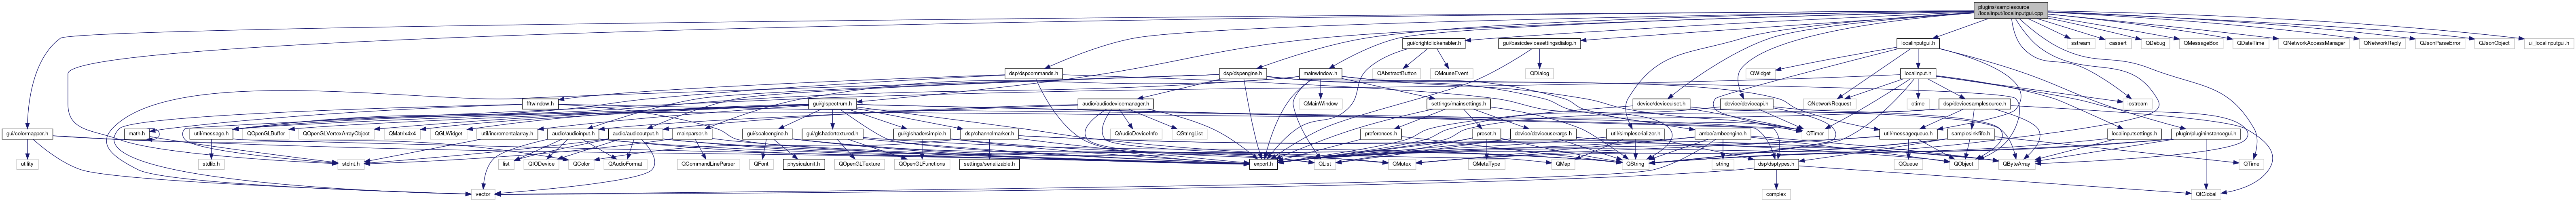 plugins/samplesource
/localinput/localinputgui.cpp
gui/crightclickenabler.h
gui/basicdevicesettingsdialog.h
localinputgui.h
sstream
cassert
QDebug
QMessageBox
QDateTime
QNetworkAccessManager
QNetworkReply
QJsonParseError
QJsonObject
ui_localinputgui.h
dsp/dspcommands.h
dsp/dspengine.h
mainwindow.h
QAbstractButton
QMouseEvent
QDialog
QWidget
localinput.h
fftwindow.h
gui/glspectrum.h
audio/audiodevicemanager.h
QMainWindow
settings/mainsettings.h
device/deviceuiset.h
device/deviceapi.h
QNetworkRequest
ctime
dsp/devicesamplesource.h
iostream
gui/colormapper.h
math.h
util/message.h
QOpenGLBuffer
QOpenGLVertexArrayObject
QMatrix4x4
QGLWidget
util/incrementalarray.h
audio/audioinput.h
audio/audiooutput.h
mainparser.h
gui/scaleengine.h
gui/glshadertextured.h
gui/glshadersimple.h
dsp/channelmarker.h
QAudioDeviceInfo
QStringList
preferences.h
preset.h
device/deviceuserargs.h
util/simpleserializer.h
ambe/ambeengine.h
QTimer
util/messagequeue.h
samplesinkfifo.h
localinputsettings.h
plugin/plugininstancegui.h
utility
stdlib.h
stdint.h
list
QIODevice
QColor
QAudioFormat
QCommandLineParser
QFont
physicalunit.h
QOpenGLTexture
QOpenGLFunctions
settings/serializable.h
export.h
QList
QMutex
QMetaType
QMap
QString
string
dsp/dsptypes.h
QQueue
QObject
QByteArray
QTime
vector
complex
QtGlobal